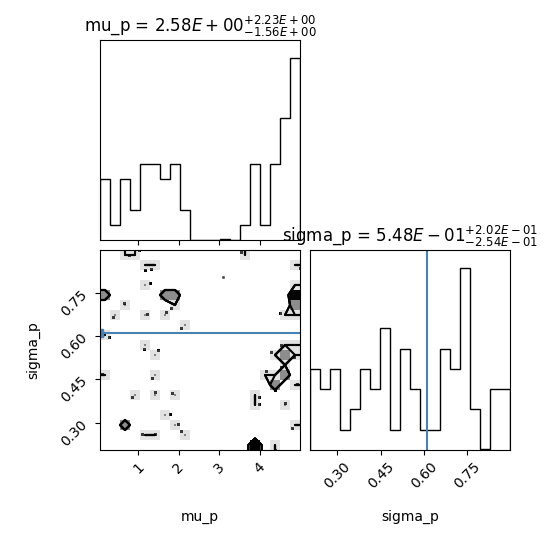 mu_p = 2.58E + 00+2.23E+00−1.56E+00
sigma_p = 5.48E − 01+2.02E−01−2.54E−01
sigma_p
0.75
0.60
0.45
0.30
1 2 3 4
mu_p
0.30 0.45 0.60 0.75
sigma_p